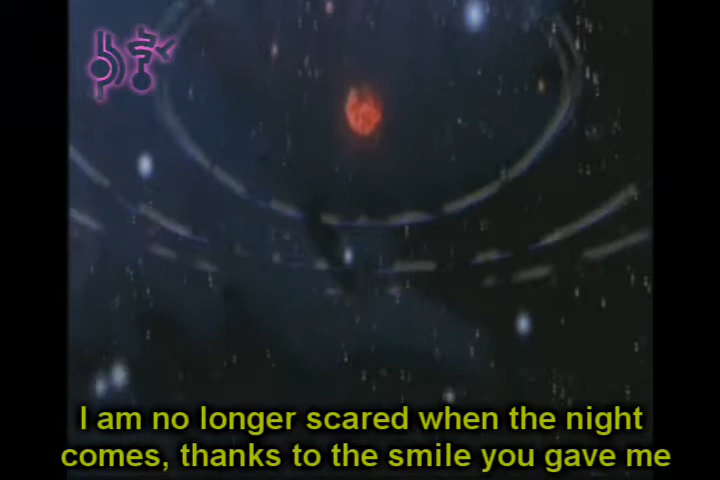 I am no longer scared when the night
comes, thanks to the smile you gave me